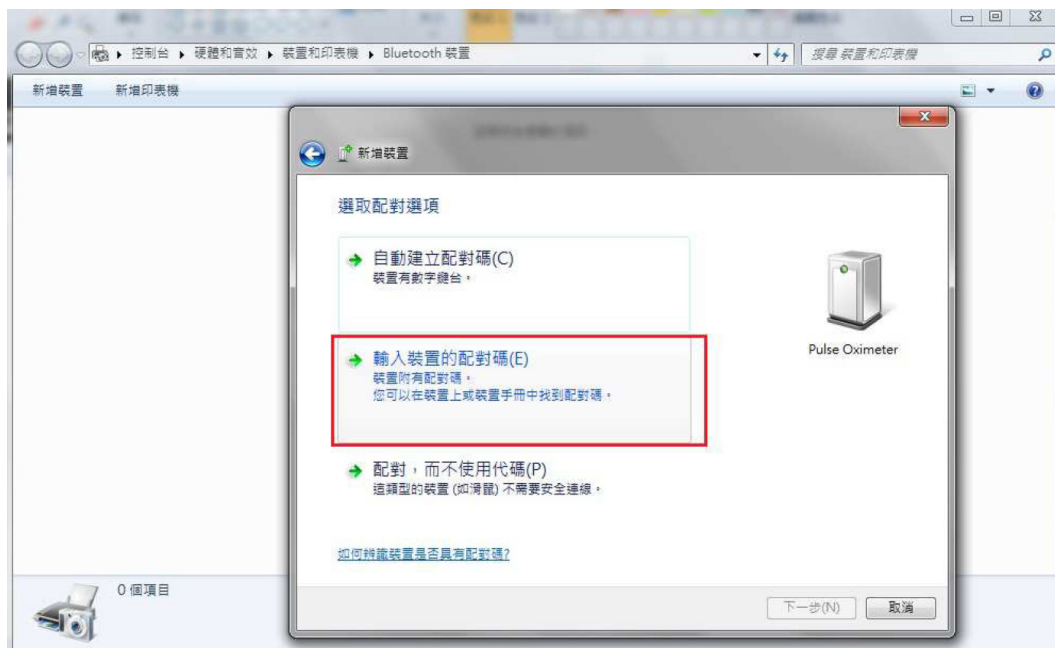 控制台 ▸ 硬體和音效 ▸ 裝置和印表機 ▸ Bluetooth 裝置
搜尋 裝置和印表機
新增裝置 新增印表機
新增裝置
選取配對選項
自動建立配對碼(C)
裝置有數字鍵台。
輸入裝置的配對碼(E)
裝置附有配對碼。
您可以在裝置上或裝置手冊中找到配對碼。
Pulse Oximeter
配對，而不使用代碼(P)
這類型的裝置 (如滑鼠) 不需要安全連線。
如何辨識裝置是否具有配對碼?
0 個項目
下一步(N) 取消